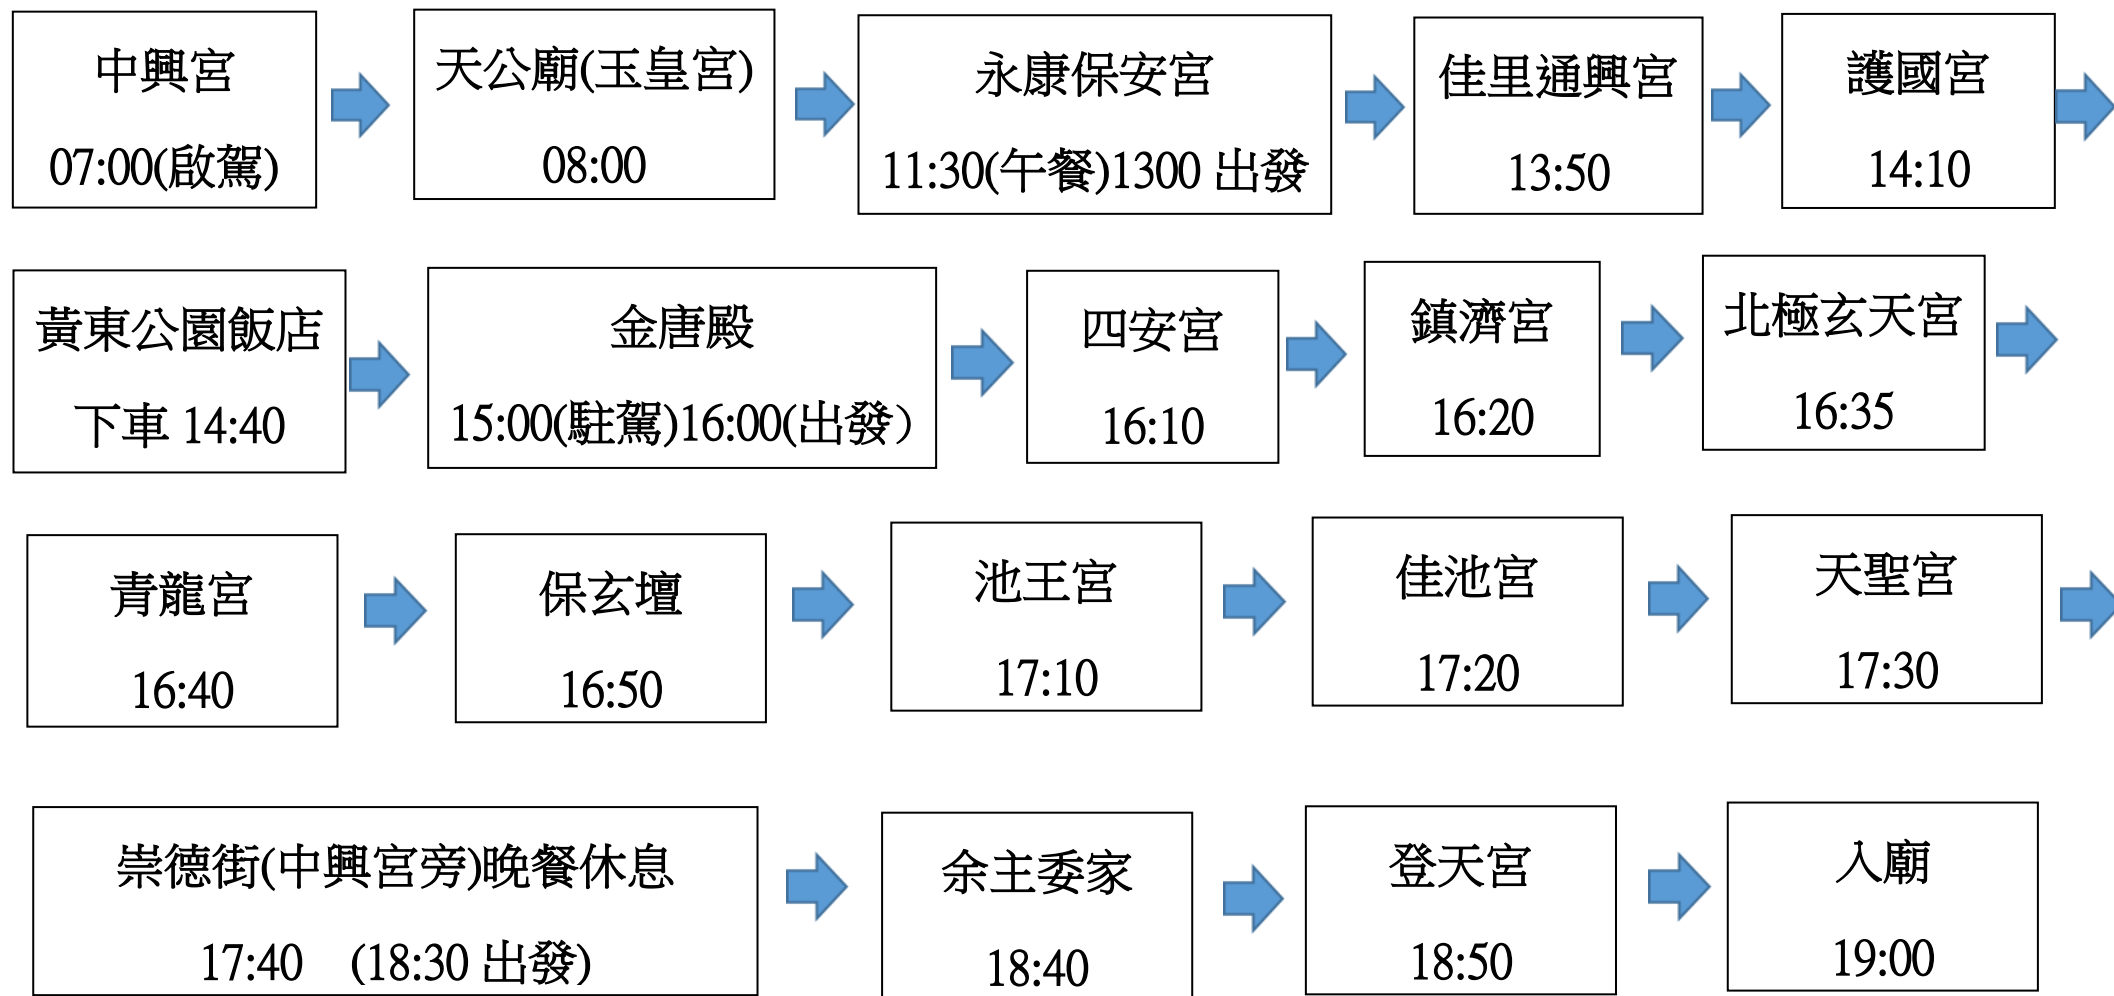 中興宮
07:00(啟駕)
天公廟(玉皇宮)
08:00
永康保安宮
11:30(午餐)1300 出發
佳里通興宮
13:50
護國宮
14:10
黃東公園飯店
下車 14:40
金唐殿
15:00(駐駕)16:00(出發）
四安宮
16:10
鎮濟宮
16:20
北極玄天宮
16:35
青龍宮
16:40
保玄壇
16:50
池王宮
17:10
佳池宮
17:20
天聖宮
17:30
崇德街(中興宮旁)晚餐休息
17:40　(18:30 出發)
余主委家
18:40
登天宮
18:50
入廟
19:00